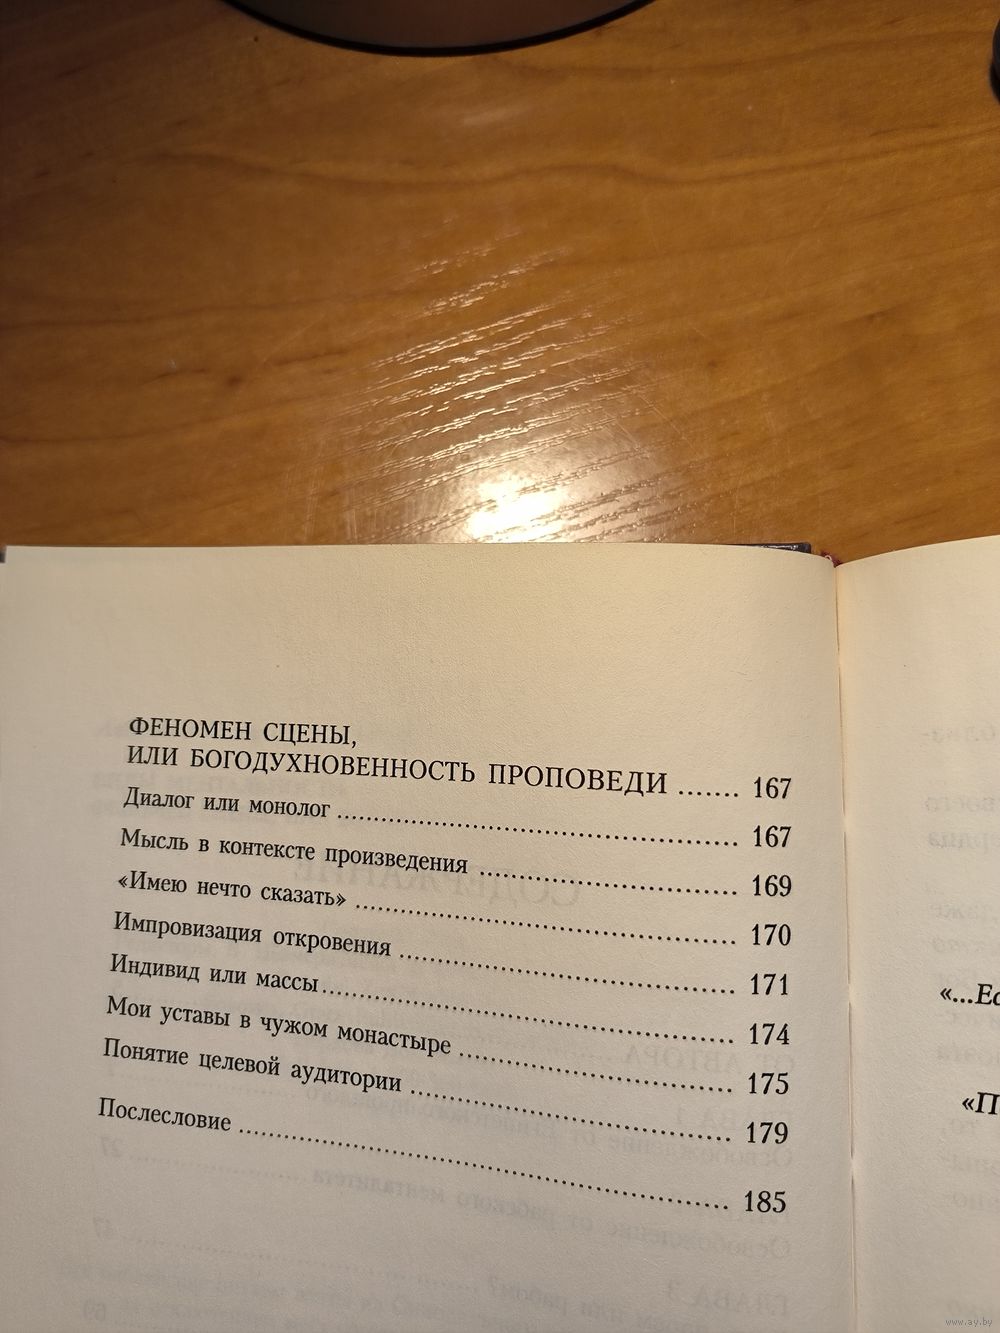 ФЕНОМЕН СЦЕНЫ,
ИЛИ БОГОДУХНОВЕННОСТЬ ПРОПОВЕДИ ....... 167
Диалог или монолог ........ 167
Мысль в контексте произведения ........ 169
«Имею нечто сказать» ........ 170
Импровизация откровения ........ 171
Индивид или массы ........ 174
Мои уставы в чужом монастыре ........ 175
Понятие целевой аудитории ........ 179
Послесловие ........ 185
«...Ес
«П
www.ay.by